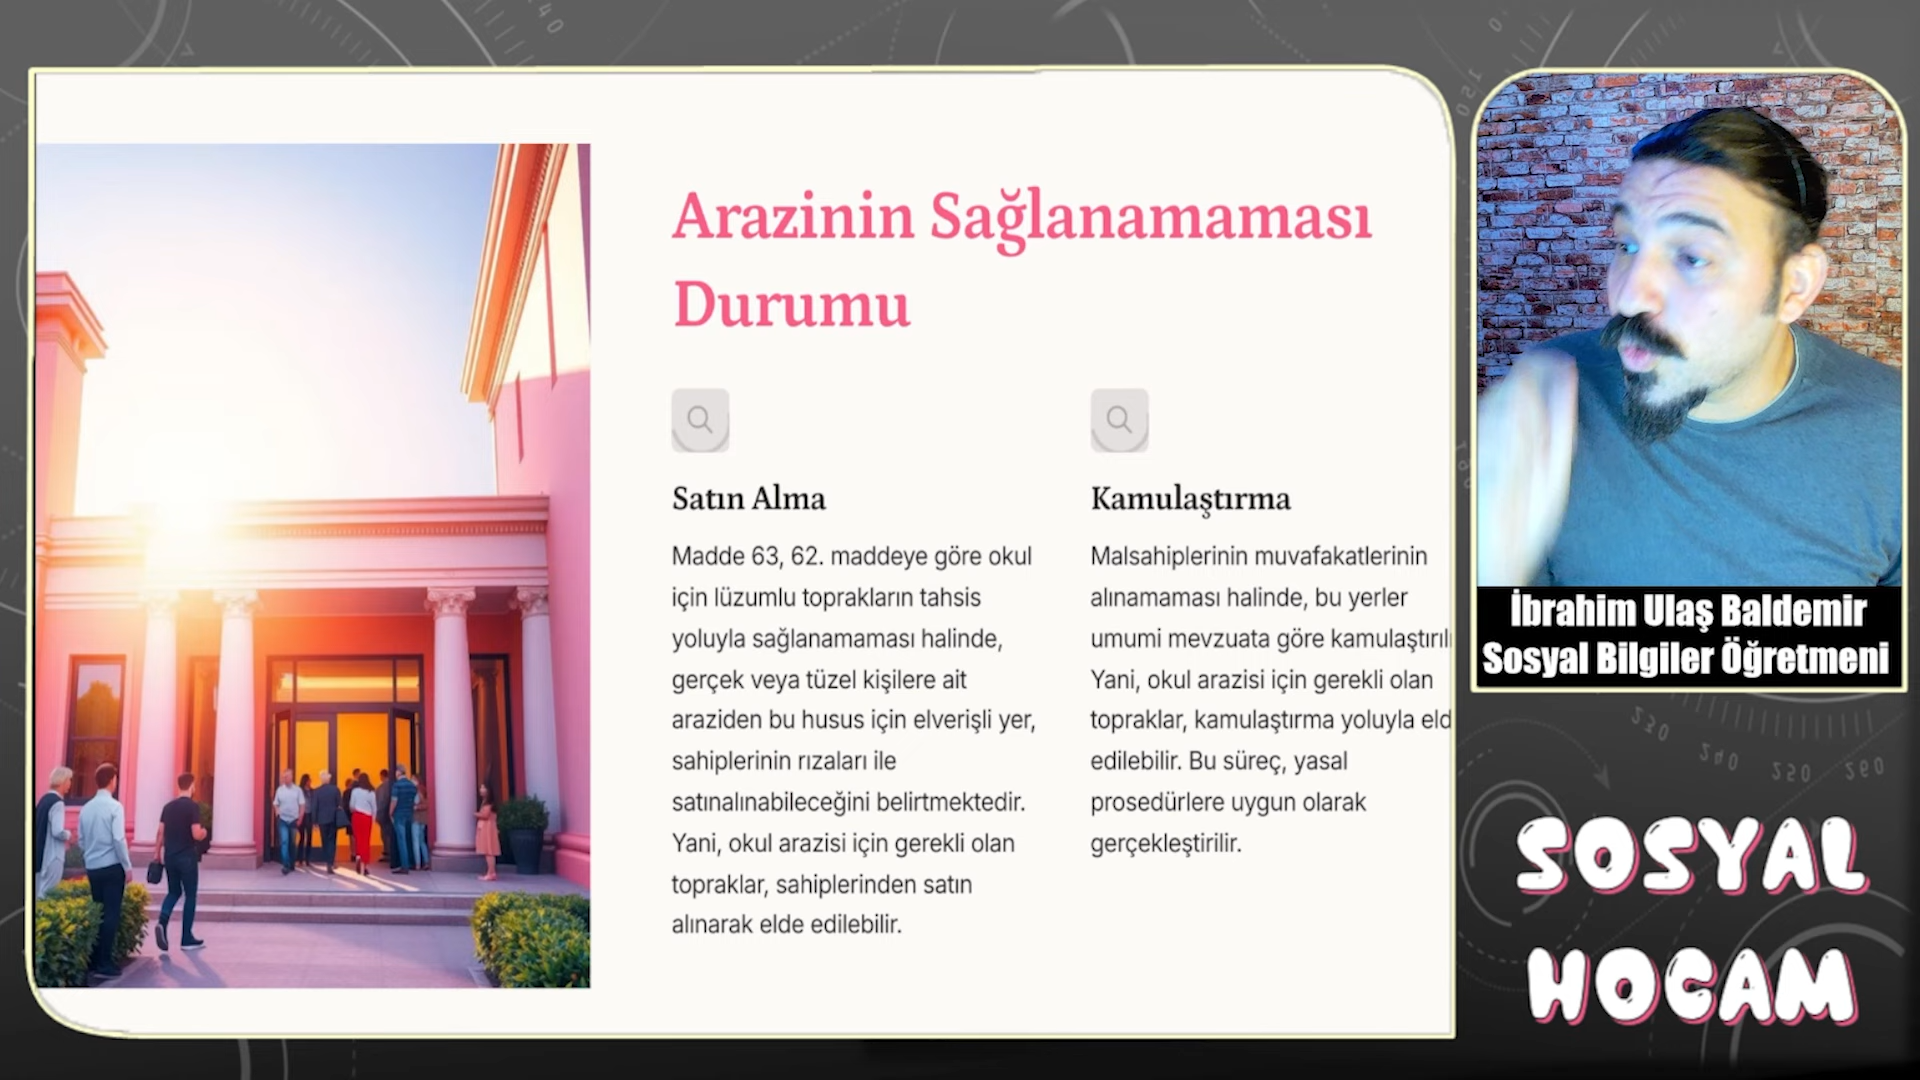 Arazinin Sağlanamaması
Durumu
Satın Alma
Madde 63, 62. maddeye göre okul
için lüzumlu toprakların tahsis
yoluyla sağlanamaması halinde,
gerçek veya tüzel kişilere ait
araziden bu husus için elverişli yer,
sahiplerinin rızaları ile
satınalınabileceğini belirtmektedir.
Yani, okul arazisi için gerekli olan
topraklar, sahiplerinden satın
alınarak elde edilebilir.
Kamulaştırma
Malsahiplerinin muvafakatlerinin
alınamaması halinde, bu yerler
umumi mevzuata göre
Yani, okul arazisi için gerekli olan
topraklar, kamulaştırma yoluyla
edilebilir. Bu süreç, yasal
prosedürlere uygun olarak
gerçekleştirilir.
İbrahim Ulaş Baldemir
Sosyal Bilgiler Öğretmeni
230 240 250 260
SOSYAL
HOCAM